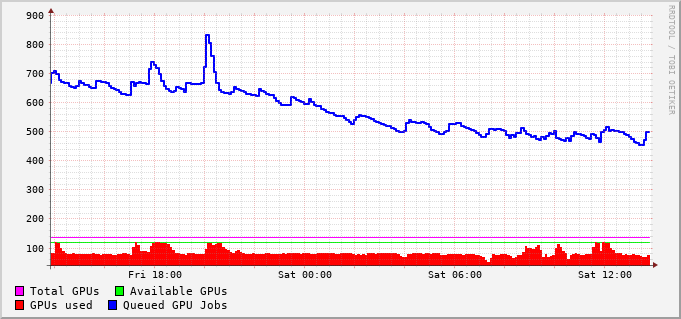 RRDTOOL / TOBI OETIKER
900
800
700
600
500
400
300
200
100
Fri 18:00 Sat 00:00 Sat 06:00 Sat 12:00
Total GPUs Available GPUs
GPUs used Queued GPU Jobs